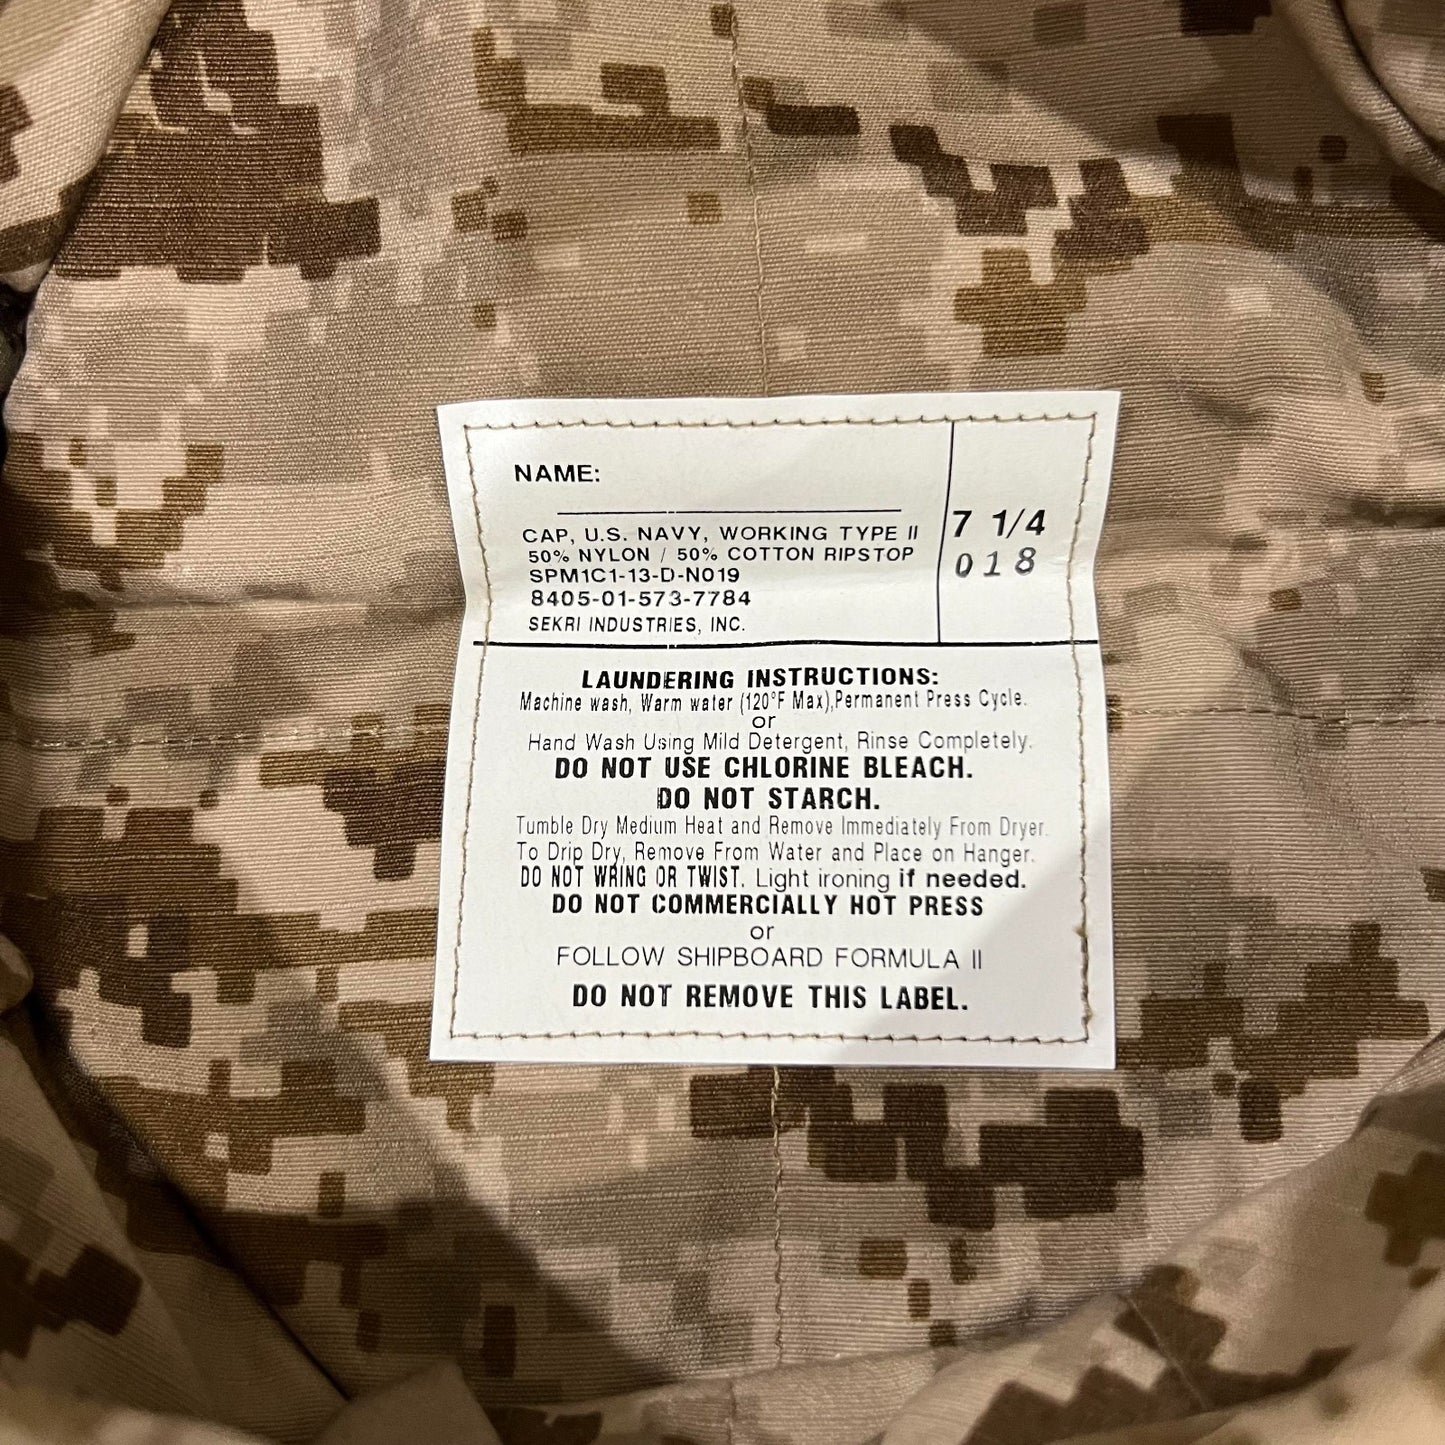 NAME:
7 1/4
018
CAP, U.S. NAVY, WORKING TYPE II
50% NYLON / 50% COTTON RIPSTOP
SPM1C1-13-D-N019
8405-01-573-7784
SEKRI INDUSTRIES, INC.
LAUNDERING INSTRUCTIONS:
Machine wash, Warm water (120°F Max),Permanent Press Cycle.
or
Hand Wash Using Mild Detergent, Rinse Completely.
DO NOT USE CHLORINE BLEACH.
DO NOT STARCH.
Tumble Dry Medium Heat and Remove Immediately From Dryer.
To Drip Dry, Remove From Water and Place on Hanger.
DO NOT WRING OR TWIST. Light ironing if needed.
DO NOT COMMERCIALLY HOT PRESS
or
FOLLOW SHIPBOARD FORMULA II
DO NOT REMOVE THIS LABEL.